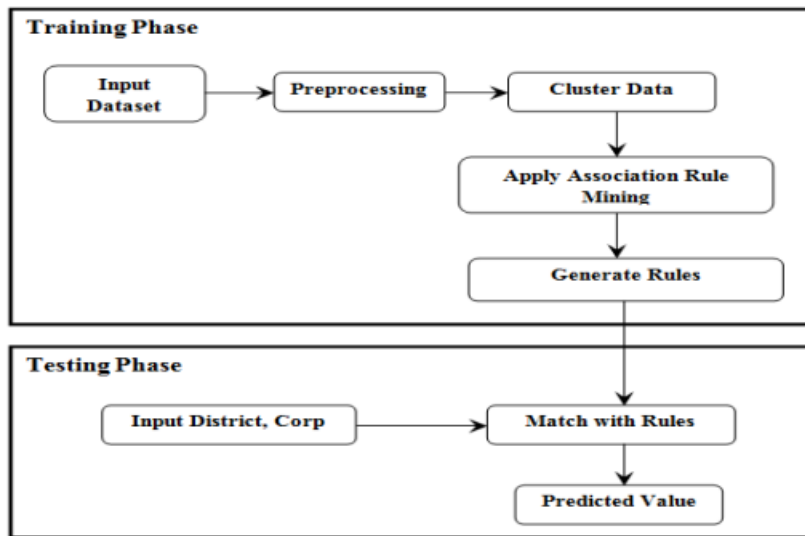 Training Phase
Input
Dataset
Preprocessing
Cluster Data
Apply Association Rule
Mining
Generate Rules
Testing Phase
Input District, Corp
Match with Rules
Predicted Value